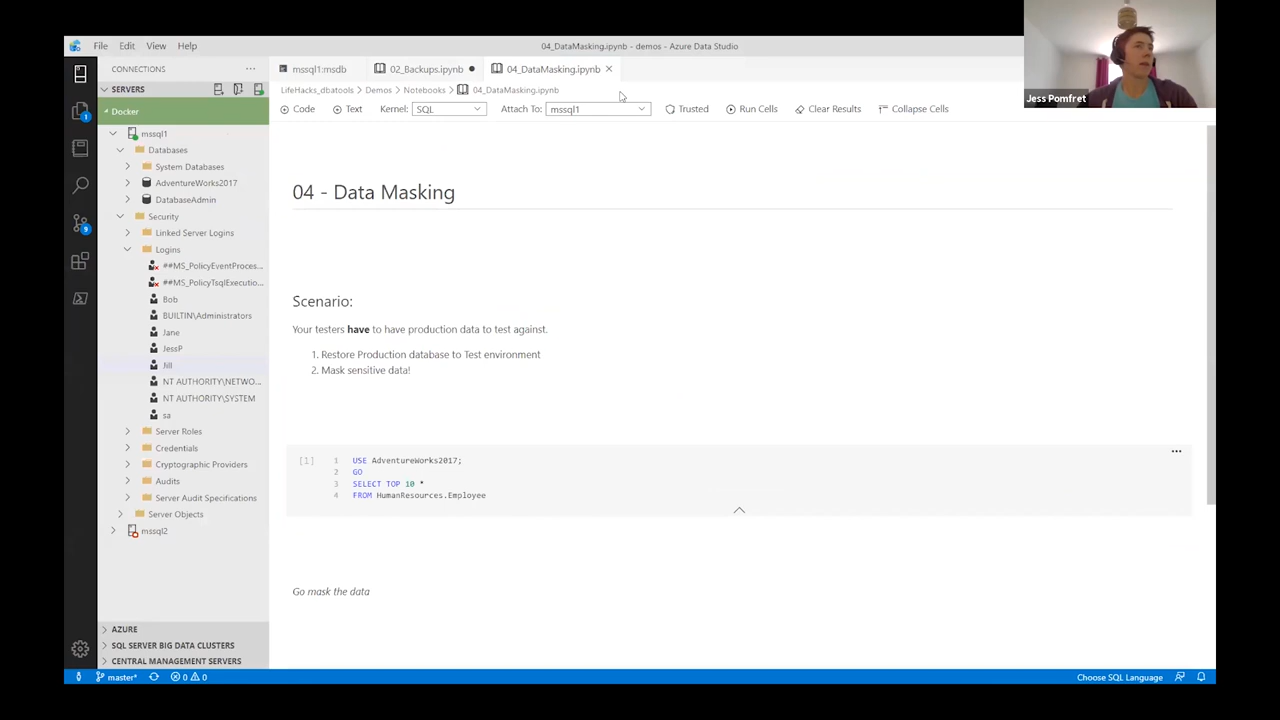 File Edit View Help
04_DataMasking.ipynb - demos - Azure Data Studio
Jess Pomfret
CONNECTIONS
SERVERS
Docker
mssql1
Databases
System Databases
AdventureWorks2017
DatabaseAdmin
Security
Linked Server Logins
Logins
##MS_PolicyEventProces...
##MS_PolicyTsqlExecutio...
Bob
BUILTIN\Administrators
Jane
JessP
Jill
NT AUTHORITY\NETWO...
NT AUTHORITY\SYSTEM
sa
Server Roles
Credentials
Cryptographic Providers
Audits
Server Audit Specifications
Server Objects
mssql2
AZURE
SQL SERVER BIG DATA CLUSTERS
CENTRAL MANAGEMENT SERVERS
mssql1:msdb 02_Backups.ipynb 04_DataMasking.ipynb
LifeHacks_dbatools > Demos > Notebooks > 04_DataMasking.ipynb
Code Text Kernel: SQL Attach To: mssql1 Trusted Run Cells Clear Results Collapse Cells
04 - Data Masking
Scenario:
Your testers have to have production data to test against.
1. Restore Production database to Test environment
2. Mask sensitive data!
[1] 1 USE AdventureWorks2017;
2 GO
3 SELECT TOP 10 *
4 FROM HumanResources.Employee
Go mask the data
1
9
master* 0 0 Choose SQL Language